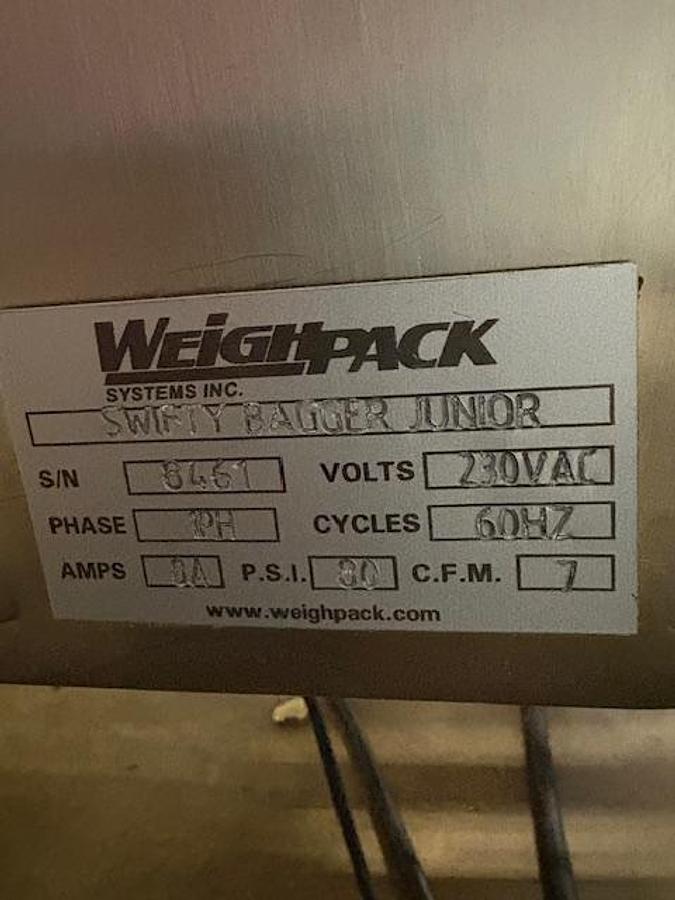 WEIGHPACK
SYSTEMS INC.
SWIFTY BAGGER JUNIOR
S/N 8461 VOLTS 230VAC
PHASE 1PH CYCLES 60HZ
AMPS P.S.I. 80 C.F.M. 7
www.weighpack.com